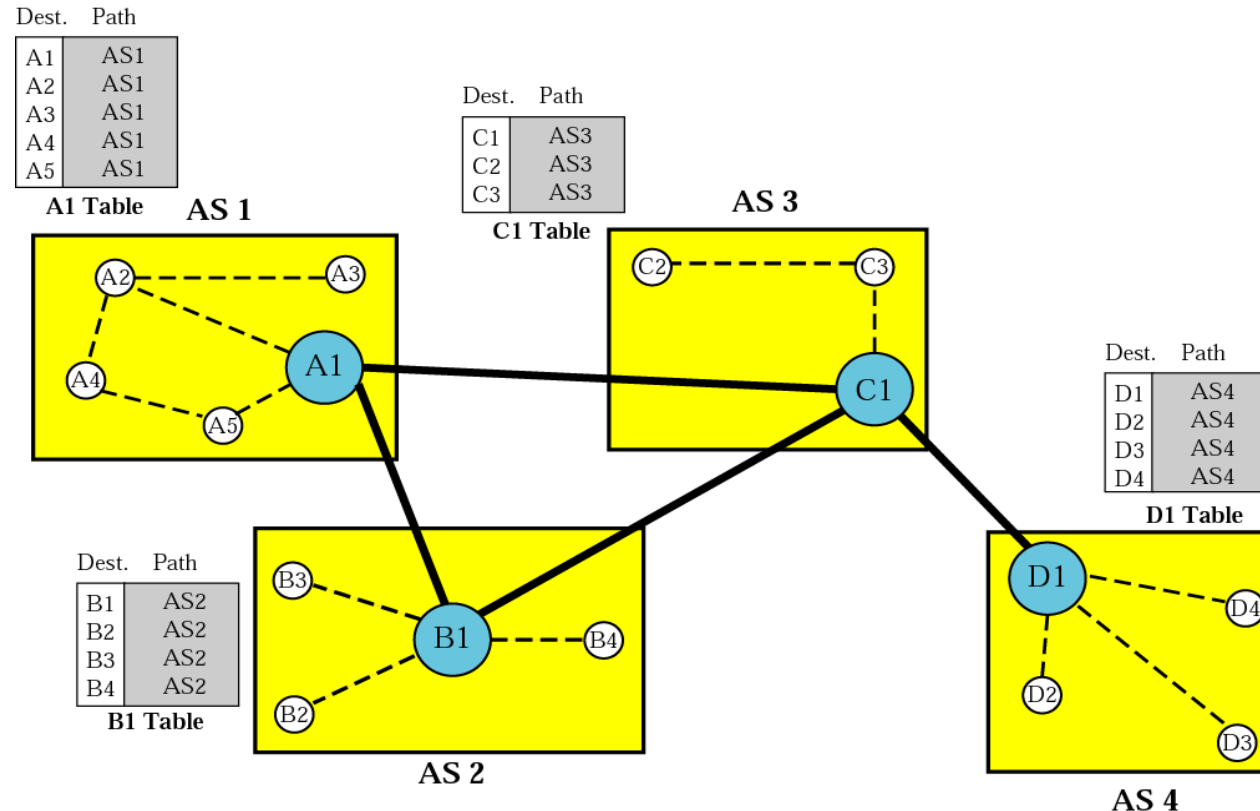 Dest. Path
A1 AS1
A2 AS1
A3 AS1
A4 AS1
A5 AS1
A1 Table
AS 1
Dest. Path
C1 AS3
C2 AS3
C3 AS3
C1 Table
AS 3
A2
A3
A1
A4
A5
C2
C3
C1
Dest. Path
D1 AS4
D2 AS4
D3 AS4
D4 AS4
D1 Table
Dest. Path
B1 AS2
B2 AS2
B3 AS2
B4 AS2
B1 Table
B3
B1
B4
B2
AS 2
D1
D4
D2
D3
AS 4